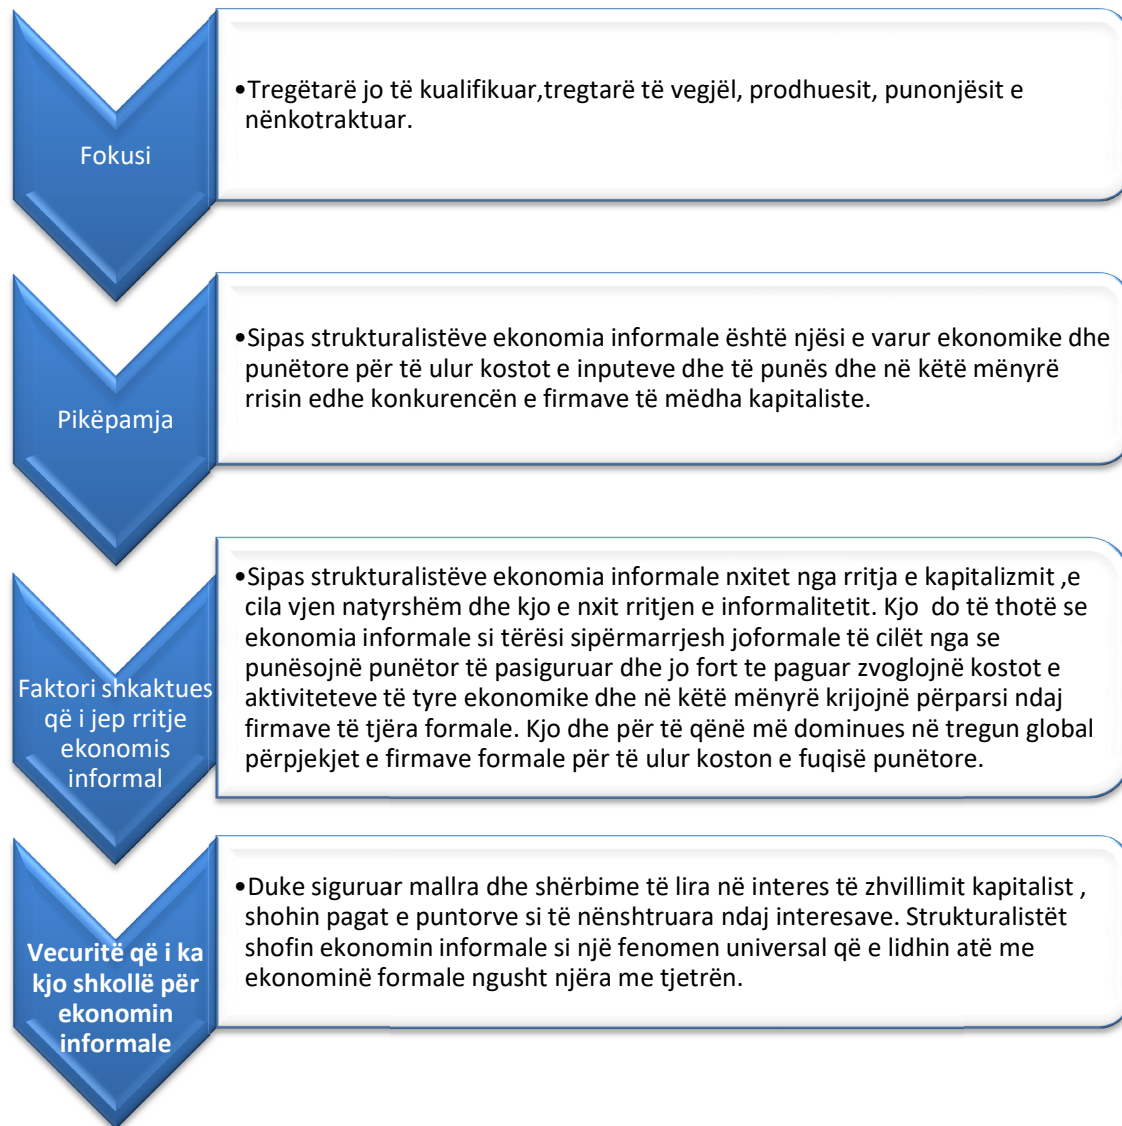 Fokusi
•Tregëtarë jo të kualifikuar,tregtarë të vegjël, prodhuesit, punonjësit e
nënkotraktuar.
Pikëpamja
•Sipas strukturalistëve ekonomia informale është njësi e varur ekonomike dhe
punëtore për të ulur kostot e inputeve dhe të punës dhe në këtë mënyrë
rrisin edhe konkurencën e firmave të mëdha kapitaliste.
Faktori shkaktues
që i jep rritje
ekonomis
informal
•Sipas strukturalistëve ekonomia informale nxitet nga rritja e kapitalizmit ,e
cila vjen natyrshëm dhe kjo e nxit rritjen e informalitetit. Kjo  do të thotë se
ekonomia informale si tërësi sipërmarrjesh joformale të cilët nga se
punësojnë punëtor të pasiguruar dhe jo fort te paguar zvoglojnë kostot e
aktiviteteve të tyre ekonomike dhe në këtë mënyrë krijojnë përparsi ndaj
firmave të tjëra formale. Kjo dhe për të qënë më dominues në tregun global
përpjekjet e firmave formale për të ulur koston e fuqisë punëtore.
Vecuritë që i ka
kjo shkollë për
ekonomin
informale
•Duke siguruar mallra dhe shërbime të lira në interes të zhvillimit kapitalist ,
shohin pagat e puntorve si të nënshtruara ndaj interesave. Strukturalistët
shofin ekonomin informale si një fenomen universal që e lidhin atë me
ekonominë formale ngusht njëra me tjetrën.